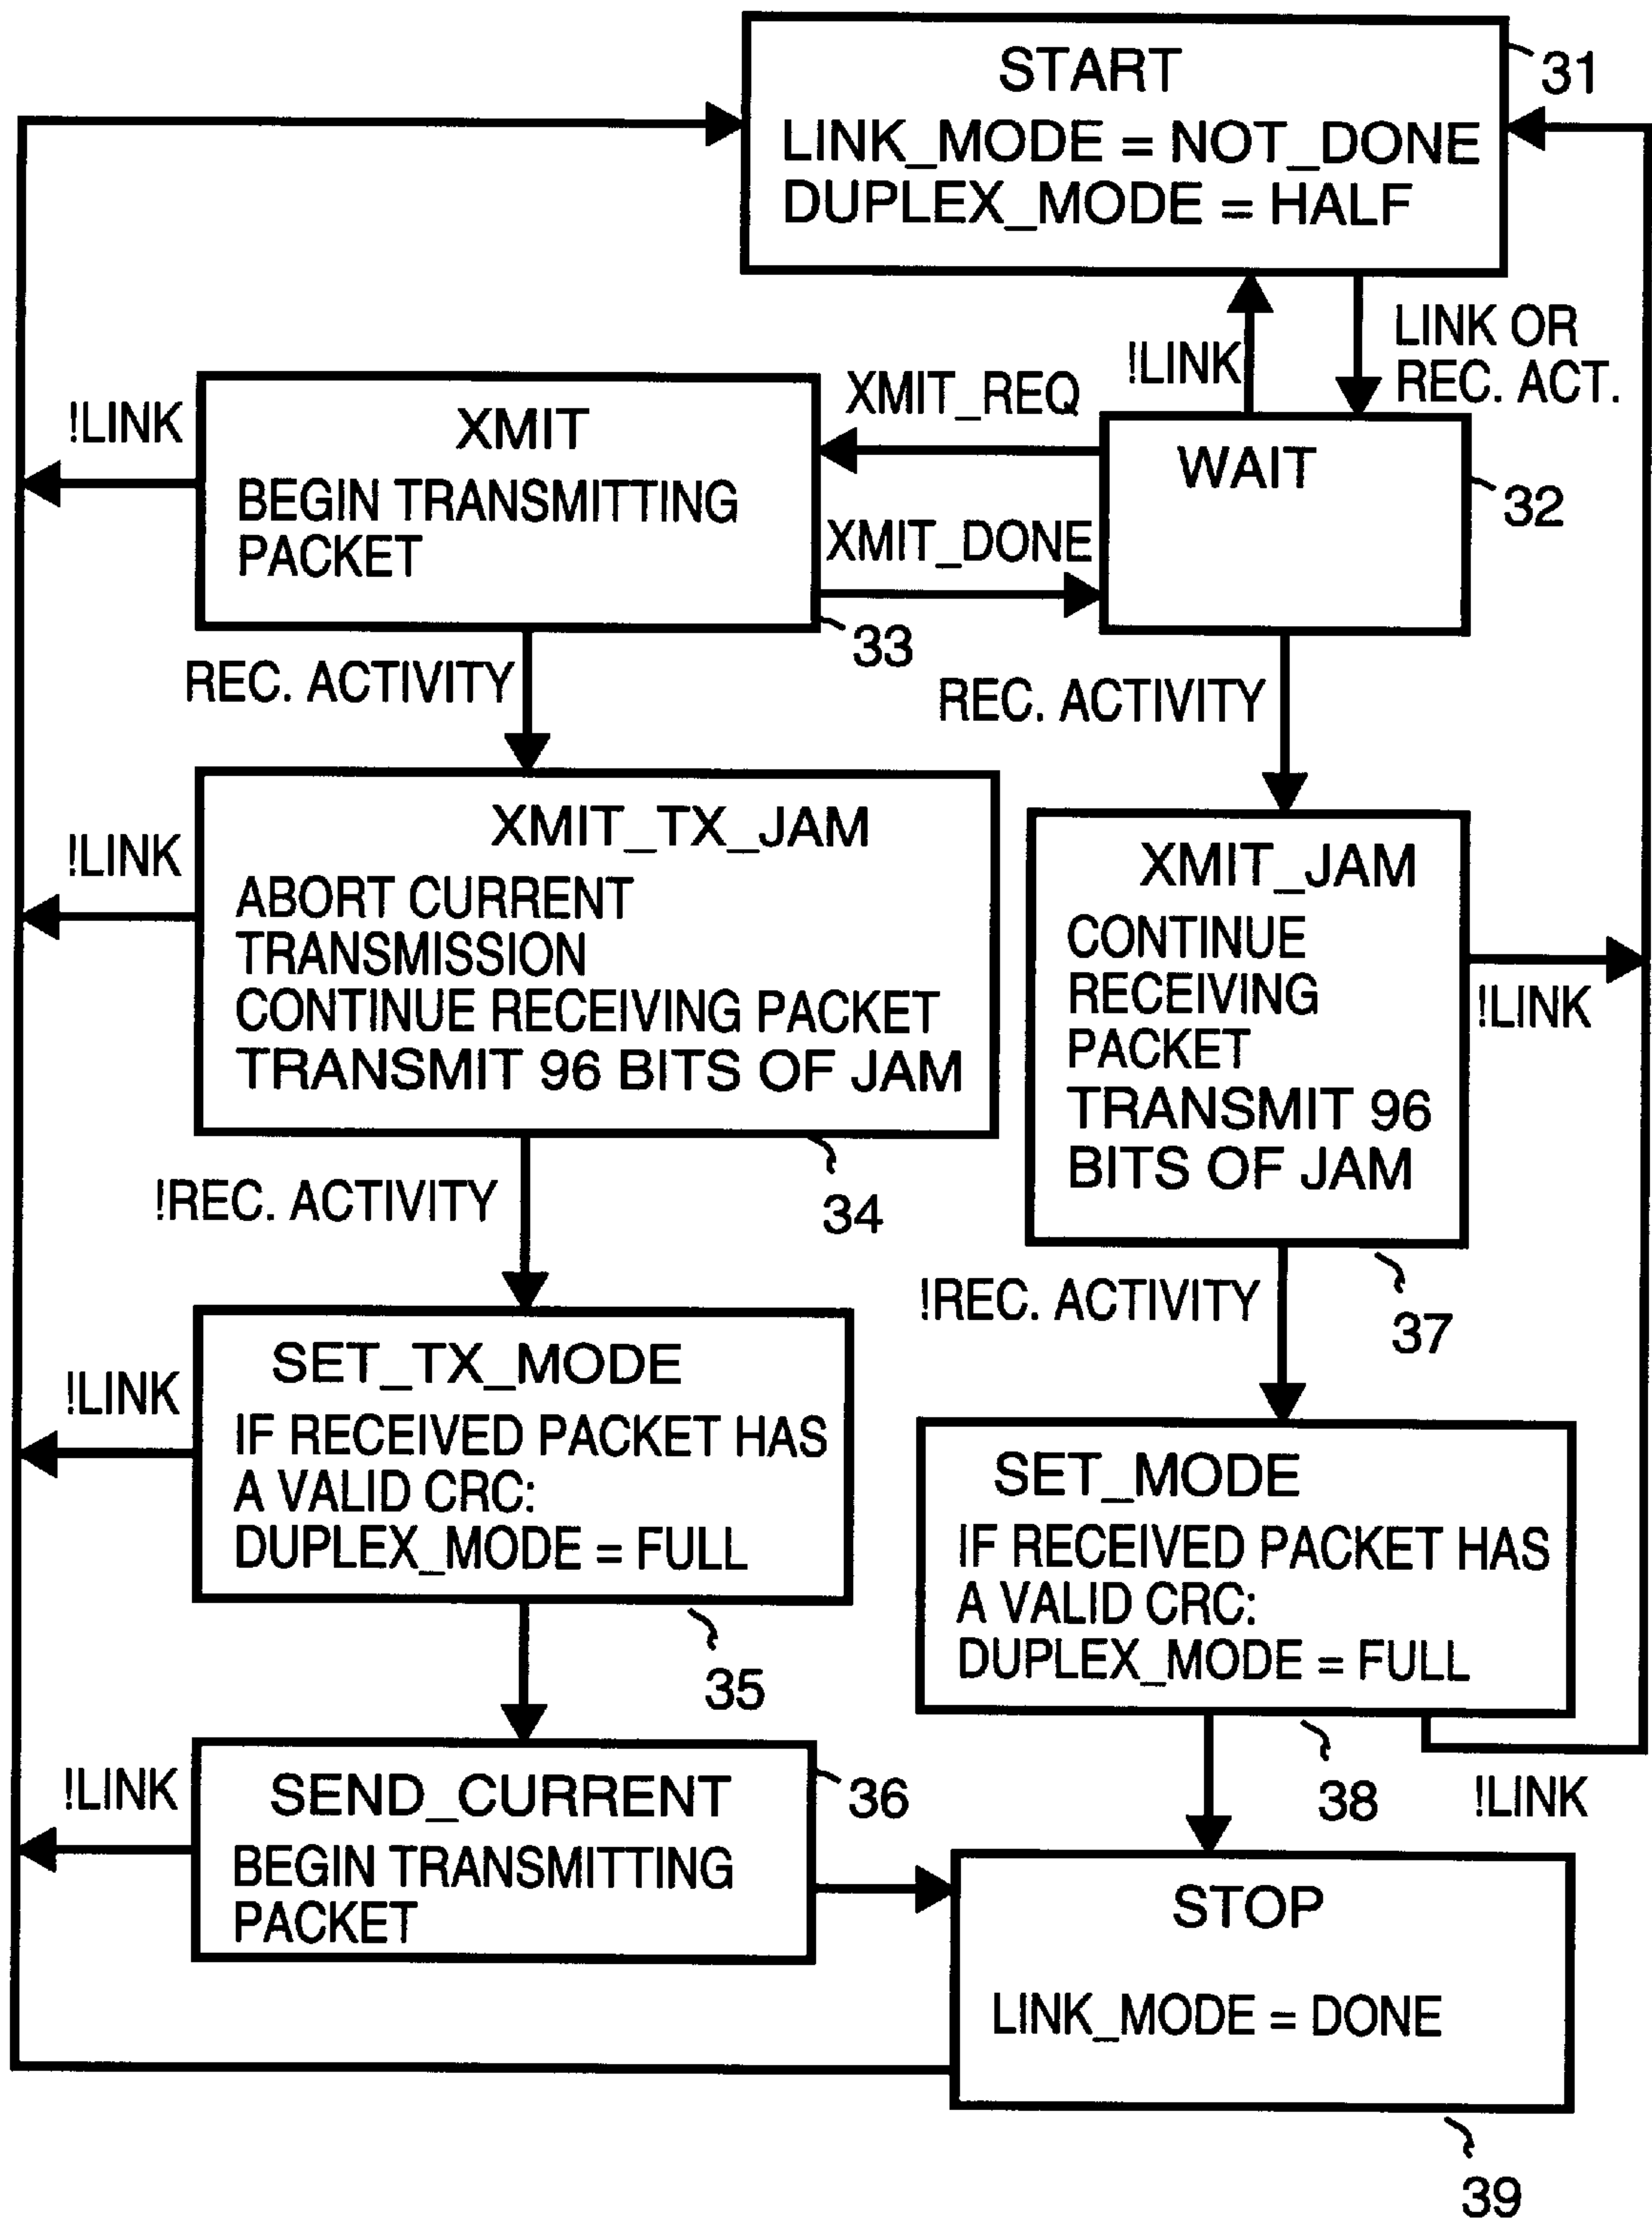 START
31
LINK_MODE = NOT_DONE
DUPLEX_MODE = HALF
!LINK
LINK OR
REC. ACT.
!LINK
XMIT
BEGIN TRANSMITTING
PACKET
33
XMIT_REQ
XMIT_DONE
WAIT
32
REC. ACTIVITY
REC. ACTIVITY
!LINK
XMIT_TX_JAM
ABORT CURRENT
TRANSMISSION
CONTINUE RECEIVING PACKET
TRANSMIT 96 BITS OF JAM
34
XMIT_JAM
CONTINUE
RECEIVING
PACKET
TRANSMIT 96
BITS OF JAM
!LINK
37
!REC. ACTIVITY
!REC. ACTIVITY
!LINK
SET_TX_MODE
IF RECEIVED PACKET HAS
A VALID CRC:
DUPLEX_MODE = FULL
35
SET_MODE
IF RECEIVED PACKET HAS
A VALID CRC:
DUPLEX_MODE = FULL
38
!LINK
!LINK
SEND_CURRENT
36
BEGIN TRANSMITTING
PACKET
STOP
LINK_MODE = DONE
39